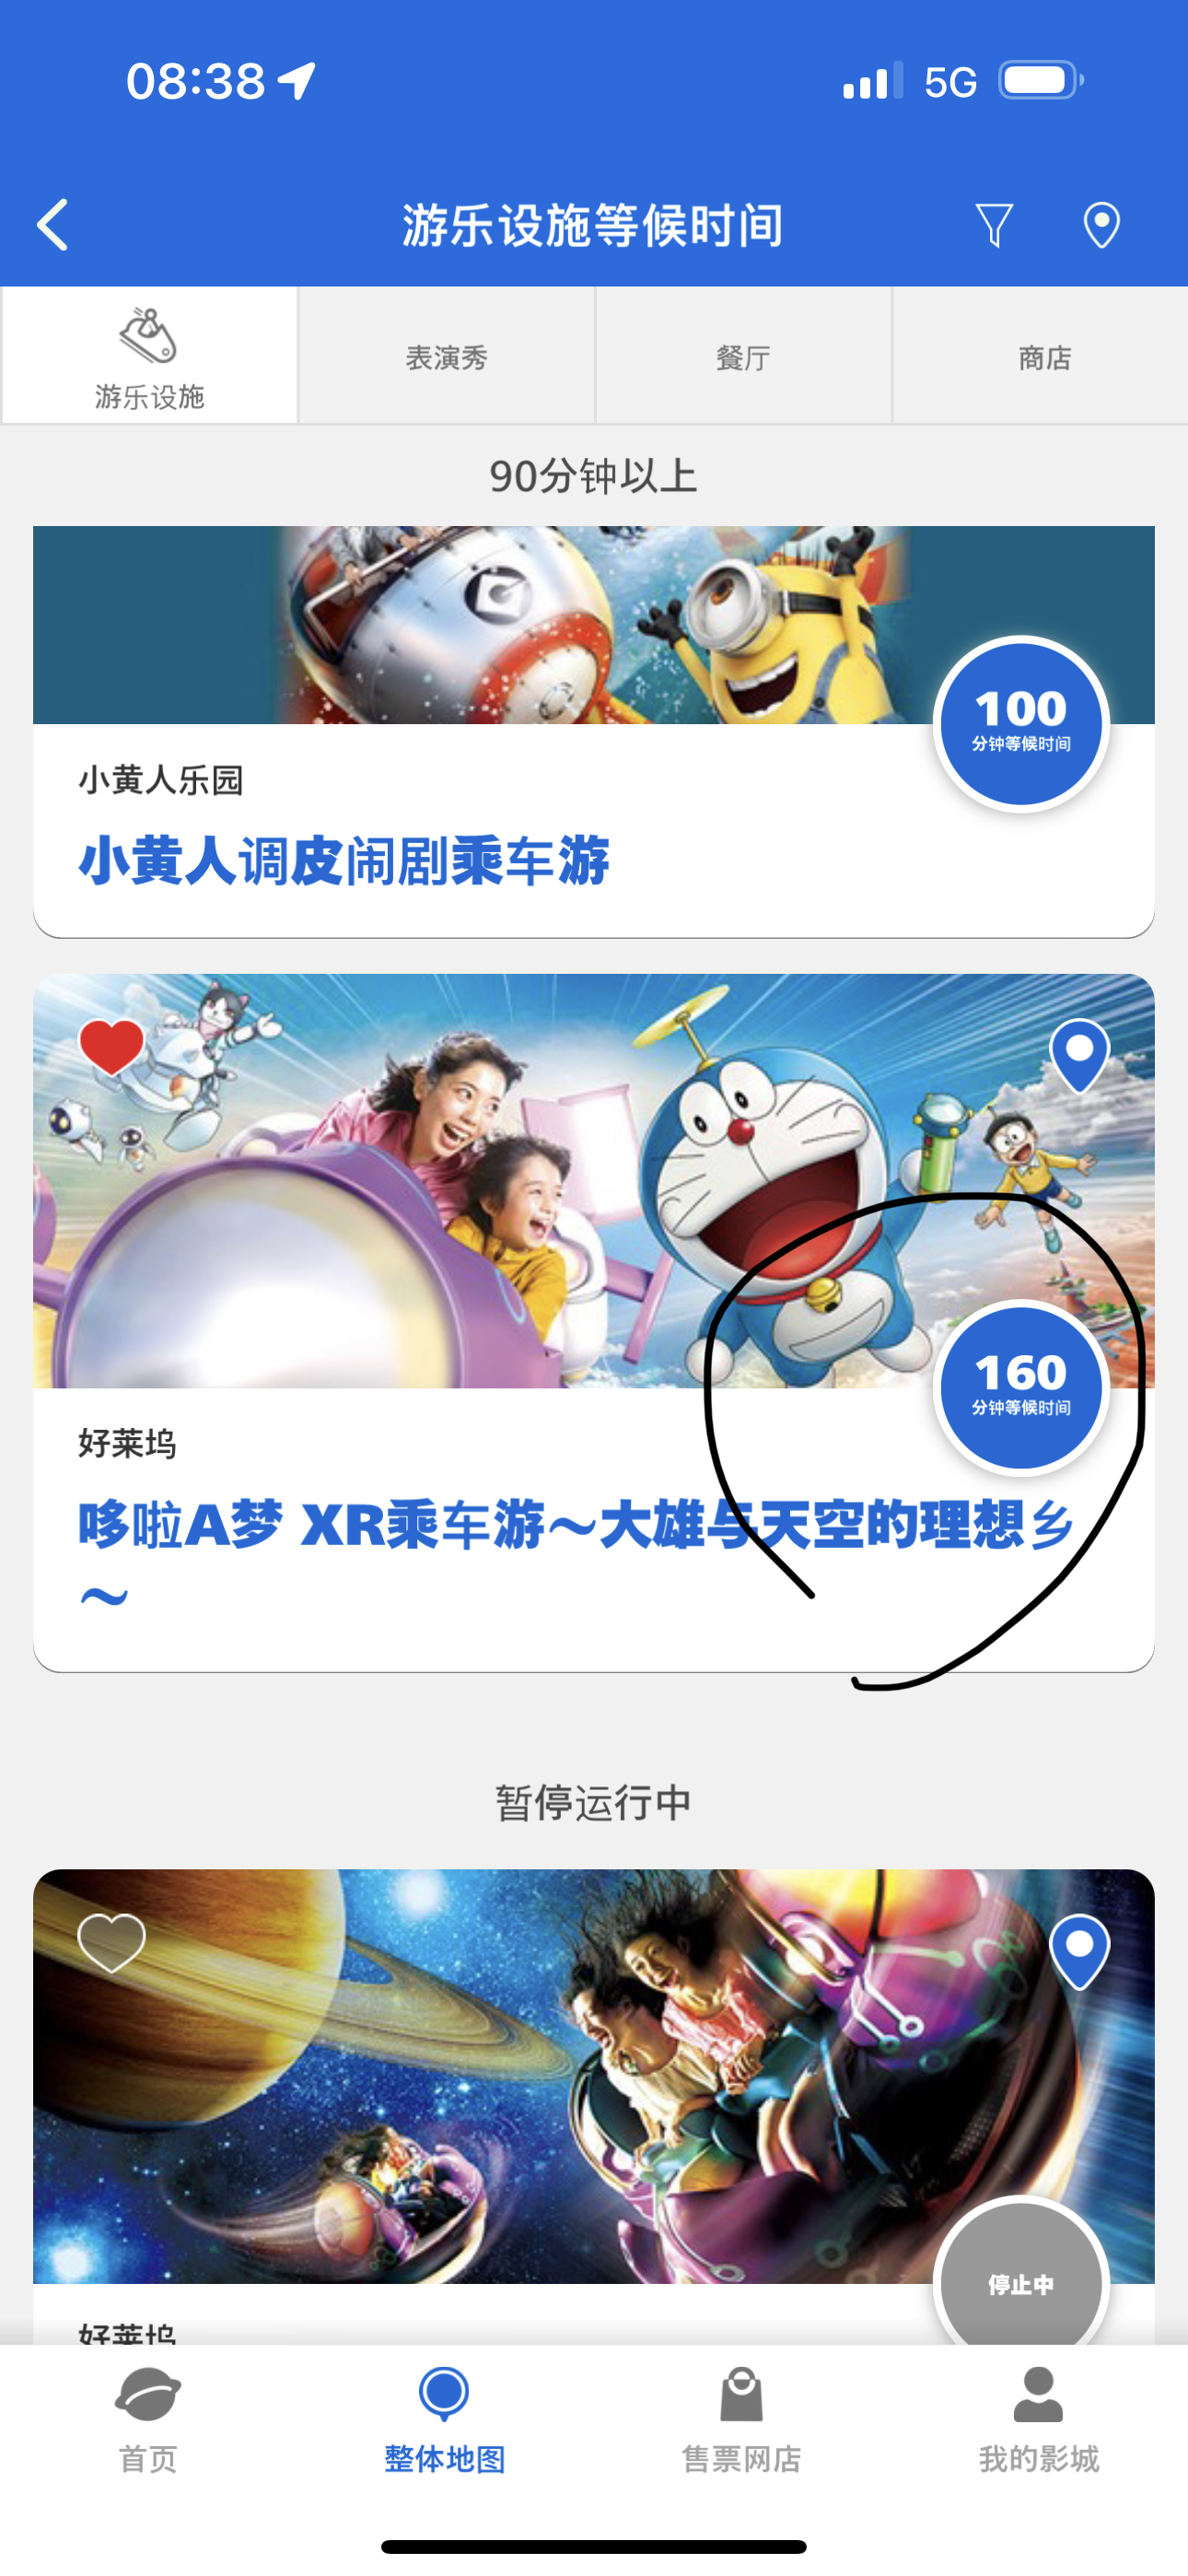 08:38
5G
游乐设施等候时间
游乐设施
表演秀
餐厅
商店
90分钟以上
100
分钟等候时间
小黄人乐园
小黄人调皮闹剧乘车游
160
分钟等候时间
好莱坞
哆啦A梦 XR乘车游～大雄与天空的理想乡
～
暂停运行中
停止中
好莱坞
首页
整体地图
售票网店
我的影城